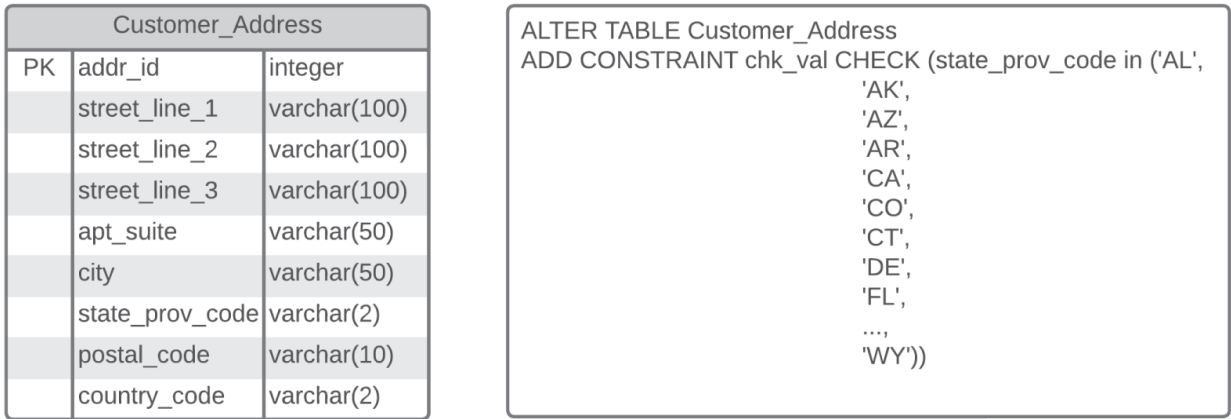 Customer_Address
PK addr_id integer
street_line_1 varchar(100)
street_line_2 varchar(100)
street_line_3 varchar(100)
apt_suite varchar(50)
city varchar(50)
state_prov_code varchar(2)
postal_code varchar(10)
country_code varchar(2)
ALTER TABLE Customer_Address
ADD CONSTRAINT chk_val CHECK (state_prov_code in ('AL',
'AK',
'AZ',
'AR',
'CA',
'CO',
'CT',
'DE',
'FL',
...,
'WY'))